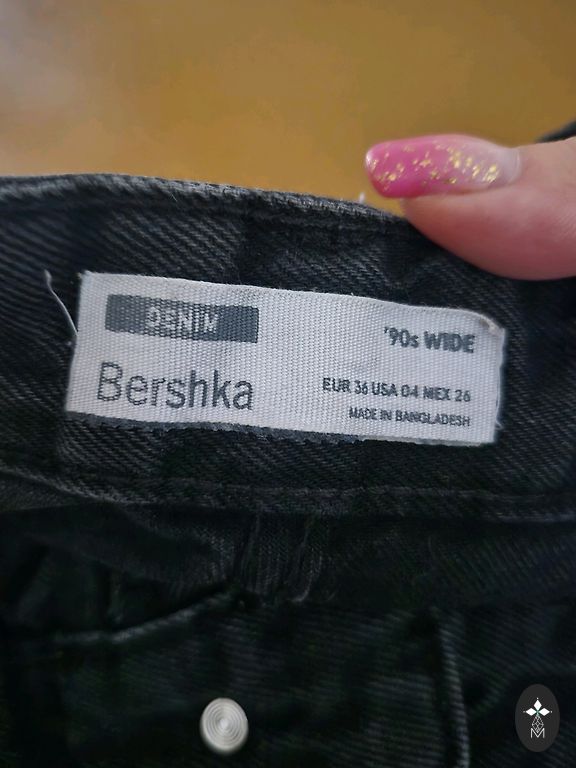 DENIM
'90s WIDE
Bershka
EUR 36 USA 04 MEX 26
MADE IN BANGLADESH
M